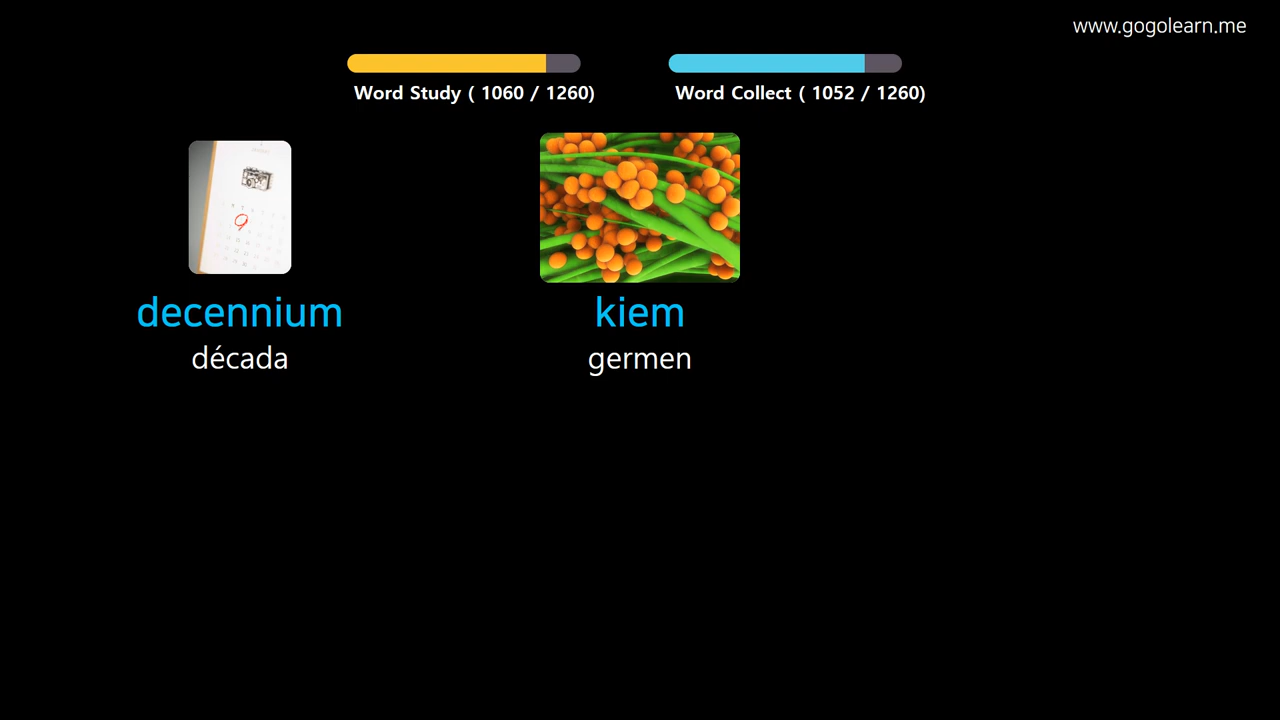 www.gogolearn.me
Word Study ( 1060 / 1260)
Word Collect ( 1052 / 1260)
decennium
década
kiem
germen